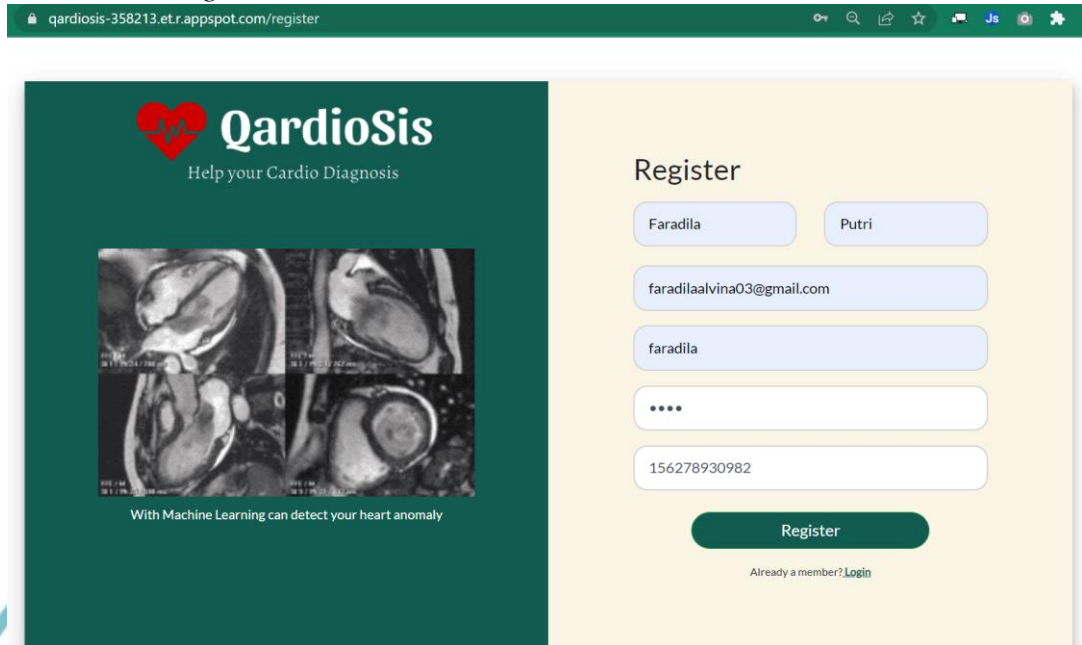 qardiosis-358213.et.r.appspot.com/register
Js
QardioSis
Help your Cardio Diagnosis
With Machine Learning can detect your heart anomaly
Register
Faradila
Putri
faradilaalvina03@gmail.com
faradila
••••
156278930982
Register
Already a member? Login